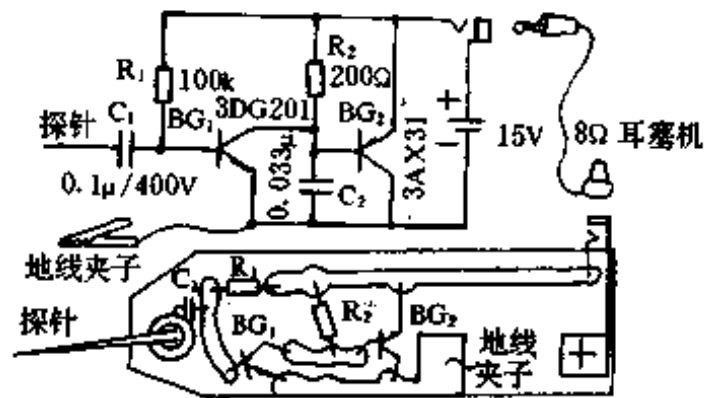 R₁
100k
R₂
200Ω
C₁
探针
BG₁
3DG201
BG₂
0.1μ/400V
0.033μ
C₂
3AX31
+
-
15V
8Ω 耳塞机
地线夹子
探针
C₁
R₁
R₂
BG₁
BG₂
地线
夹子
+